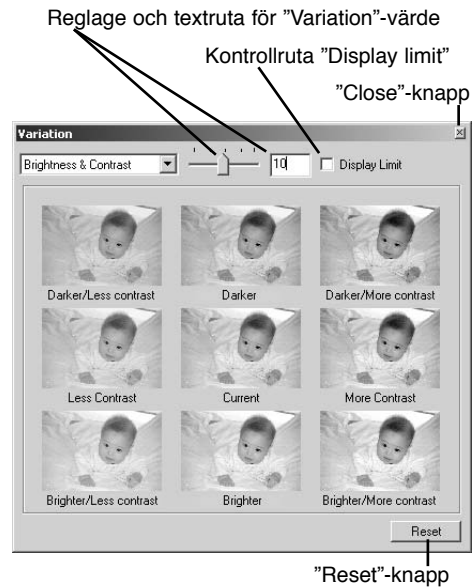 Reglage och textruta för ”Variation”-värde
Kontrollruta ”Display limit”
”Close”-knapp
Variation
Brightness & Contrast 10 Display Limit
Darker/Less contrast Darker Darker/More contrast
Less Contrast Current More Contrast
Brighter/Less contrast Brighter Brighter/More contrast
Reset
”Reset”-knapp